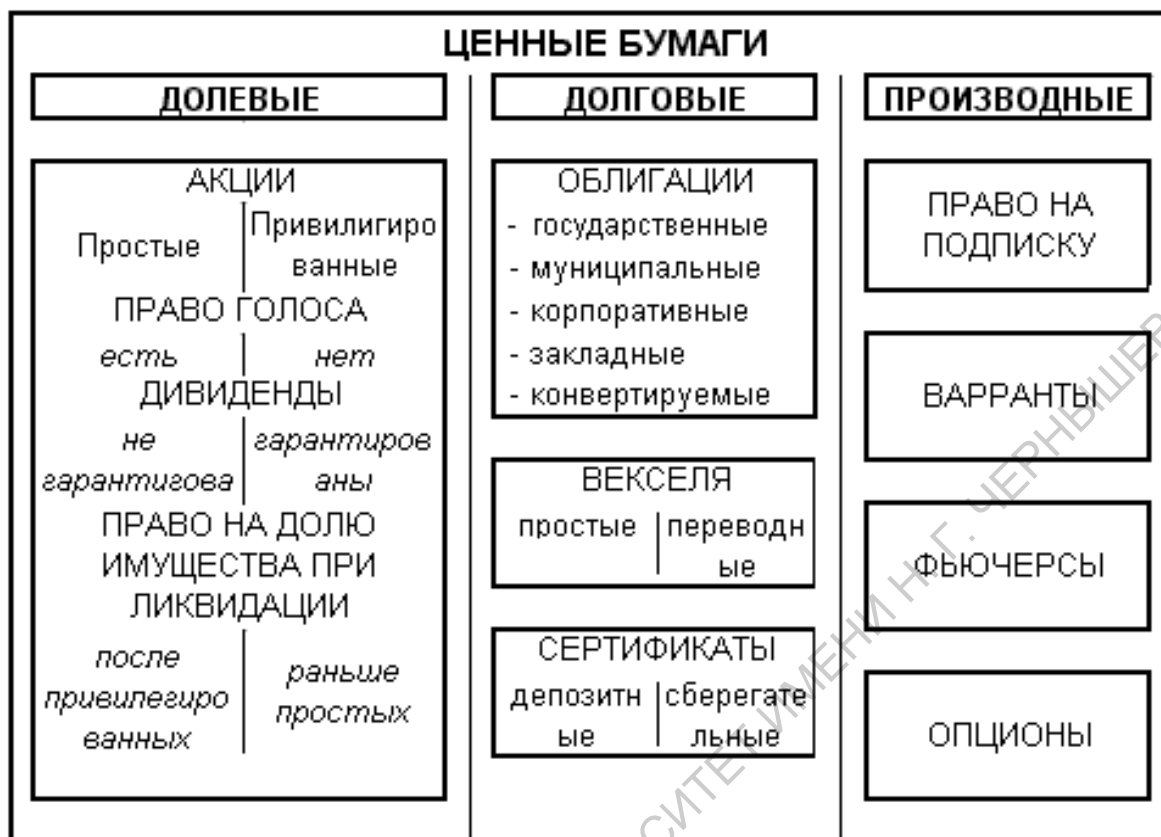 ЦЕННЫЕ БУМАГИ
ДОЛЕВЫЕ
АКЦИИ
Простые
Привилигиро
ванные
ПРАВО ГОЛОСА
есть нет
ДИВИДЕНДЫ
не
гарантигова
гарантиров
аны
ПРАВО НА ДОЛЮ
ИМУЩЕСТВА ПРИ
ЛИКВИДАЦИИ
после
привилегиро
ванных
раньше
простых
ДОЛГОВЫЕ
ОБЛИГАЦИИ
- государственные
- муниципальные
- корпоративные
- закладные
- конвертируемые
ВЕКСЕЛЯ
простые
переводн
ые
СЕРТИФИКАТЫ
депозитн
ые
сберегате
льные
ПРОИЗВОДНЫЕ
ПРАВО НА
ПОДПИСКУ
ВАРРАНТЫ
ФЬЮЧЕРСЫ
ОПЦИОНЫ
ИМЕНИ Н.Г.